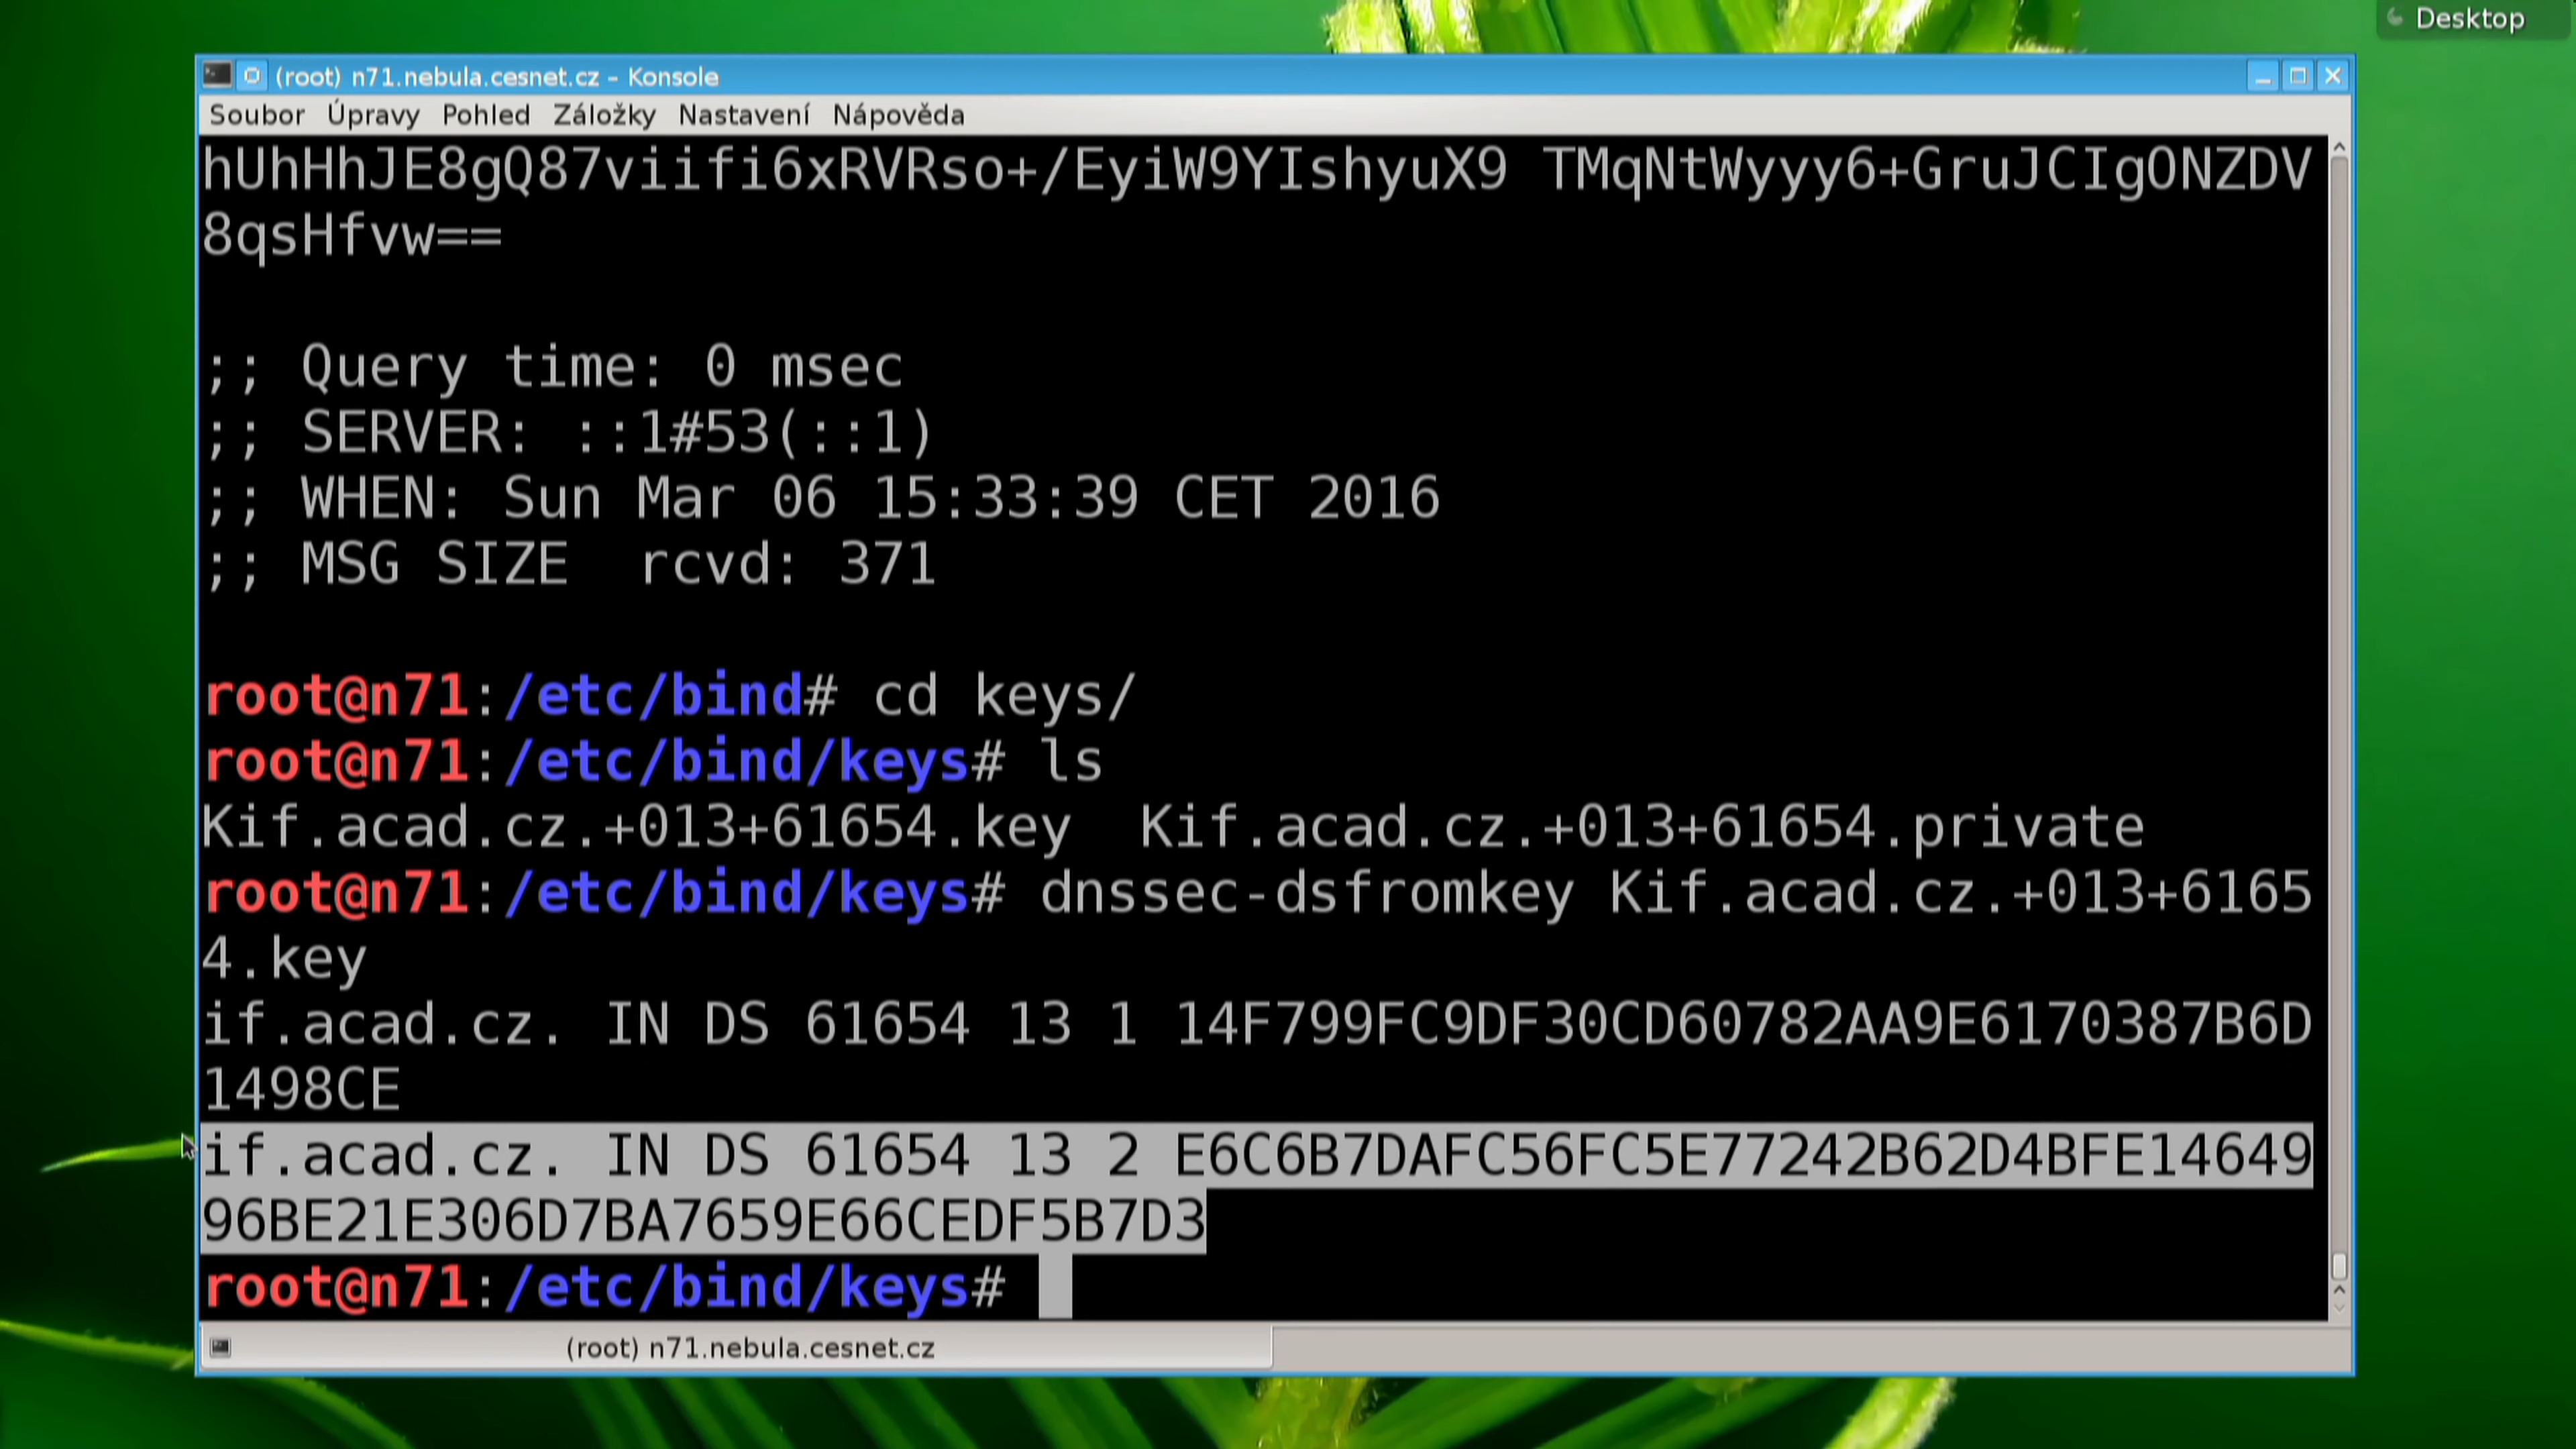 Desktop
(root) n71.nebula.cesnet.cz – Konsole
Soubor Úpravy Pohled Záložky Nastavení Nápověda
hUhHhJE8gQ87viifi6xRVRso+/EyiW9YIshyuX9 TMqNtWyyy6+GruJCIgONZDV
8qsHfvw==
;; Query time: 0 msec
;; SERVER: ::1#53(::1)
;; WHEN: Sun Mar 06 15:33:39 CET 2016
;; MSG SIZE  rcvd: 371
root@n71:/etc/bind# cd keys/
root@n71:/etc/bind/keys# ls
Kif.acad.cz.+013+61654.key  Kif.acad.cz.+013+61654.private
root@n71:/etc/bind/keys# dnssec-dsfromkey Kif.acad.cz.+013+6165
4.key
if.acad.cz. IN DS 61654 13 1 14F799FC9DF30CD60782AA9E6170387B6D
1498CE
if.acad.cz. IN DS 61654 13 2 E6C6B7DAFC56FC5E77242B62D4BFE14649
96BE21E306D7BA7659E66CEDF5B7D3
root@n71:/etc/bind/keys#
(root) n71.nebula.cesnet.cz